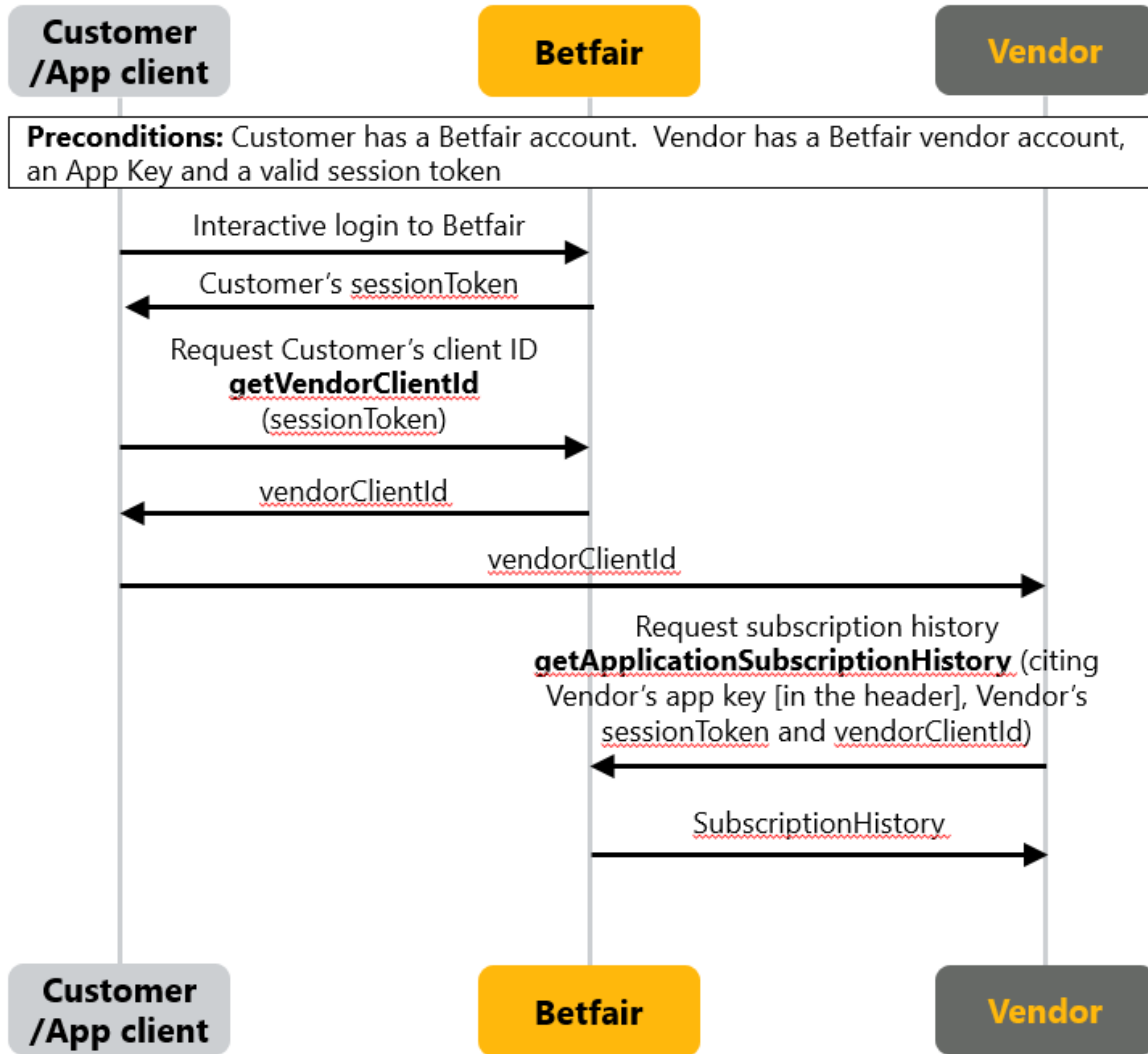 Customer
/App client
Betfair
Vendor
Preconditions: Customer has a Betfair account.  Vendor has a Betfair vendor account,
an App Key and a valid session token
Interactive login to Betfair
Customer’s sessionToken
Request Customer’s client ID
getVendorClientId
(sessionToken)
vendorClientId
vendorClientId
Request subscription history
getApplicationSubscriptionHistory (citing
Vendor’s app key [in the header], Vendor’s
sessionToken and vendorClientId)
SubscriptionHistory
Customer
/App client
Betfair
Vendor